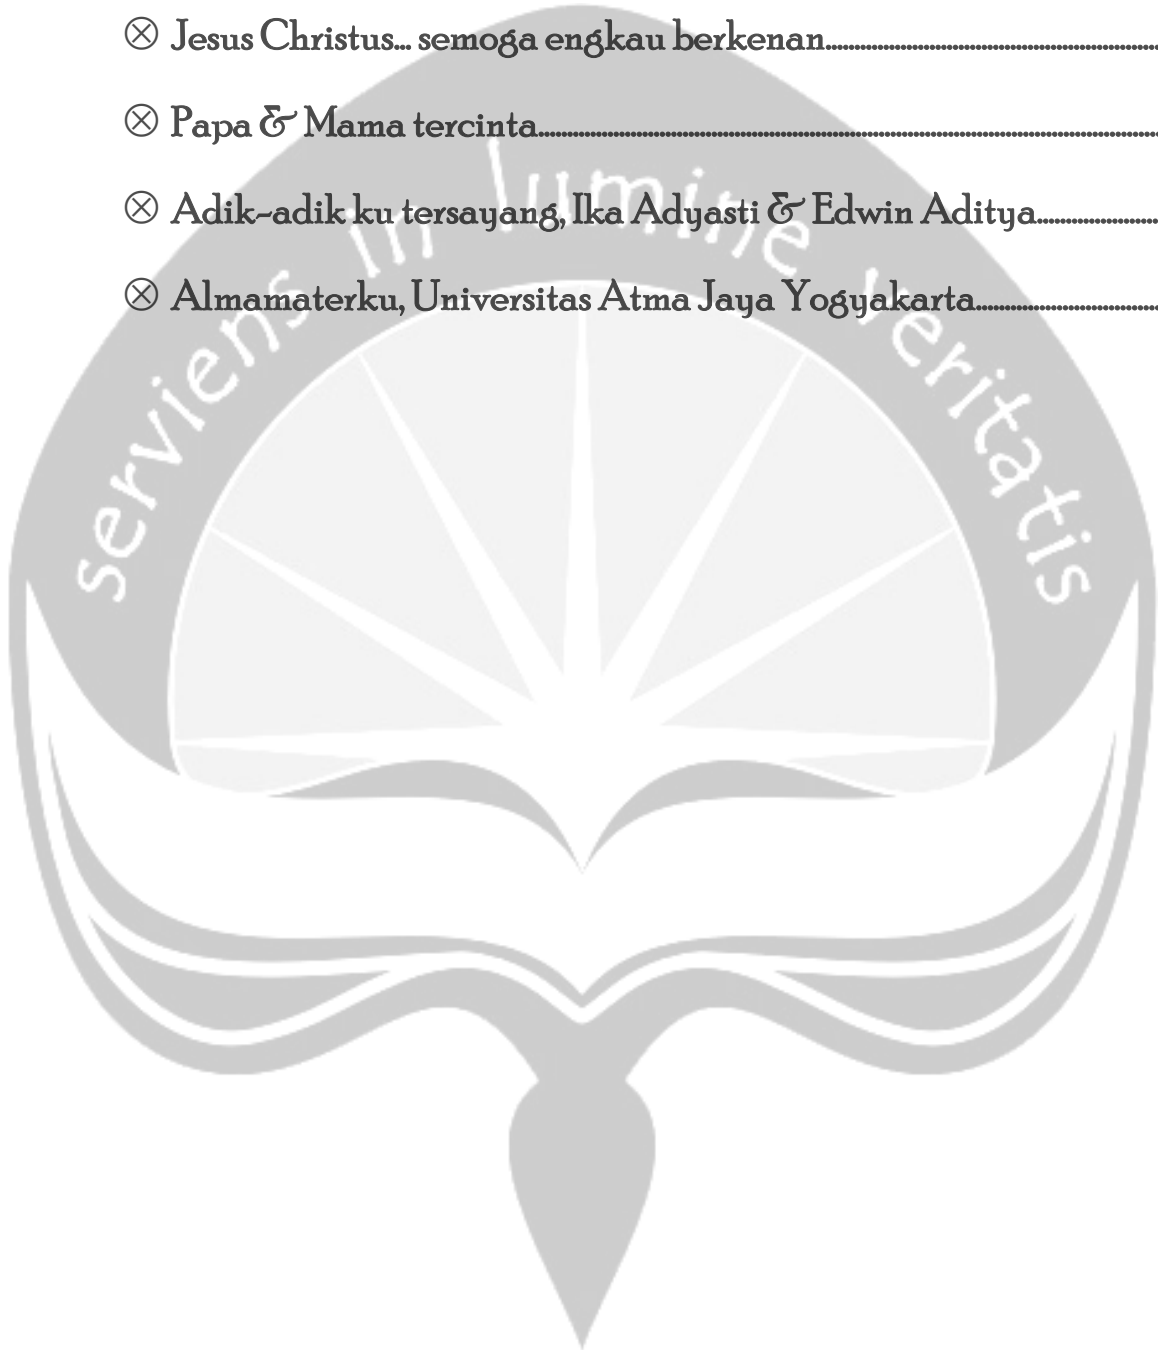 ⊗ Jesus Christus... semoga engkau berkenan........................................................................
⊗ Papa & Mama tercinta........................................................................................................................
⊗ Adik~adik ku tersayang, Ika Adyasti & Edwin Aditya.........................
⊗ Almamaterku, Universitas Atma Jaya Yogyakarta.....................................
serviens in lumine veritatis